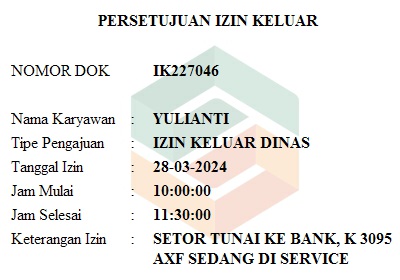 PERSETUJUAN IZIN KELUAR
NOMOR DOK IK227046
Nama Karyawan : YULIANTI
Tipe Pengajuan : IZIN KELUAR DINAS
Tanggal Izin : 28-03-2024
Jam Mulai : 10:00:00
Jam Selesai : 11:30:00
Keterangan Izin : SETOR TUNAI KE BANK, K 3095
AXF SEDANG DI SERVICE